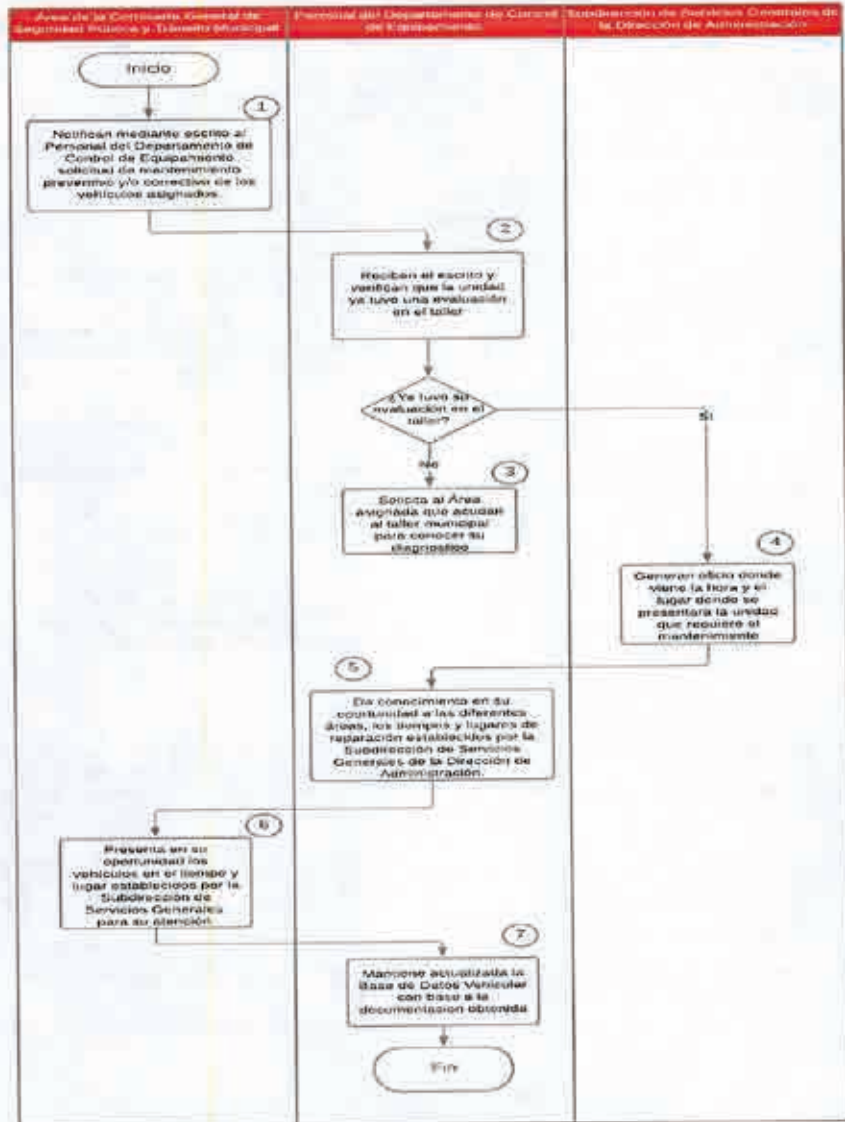 Área de la Comisaría General de
Seguridad Pública y Tránsito Municipal
Personal del Departamento de Control
de Equipamiento
Subdirección de Servicios Generales de
la Dirección de Administración
Inicio
1
Notifican mediante escrito al
Personal del Departamento de
Control de Equipamiento
solicitud de mantenimiento
preventivo y/o correctivo de los
vehículos asignados.
2
Reciben el escrito y
verifican que la unidad
ya tuvo una evaluación
en el taller
¿Ya tuvo su
evaluación en el
taller?
Si
No
3
Solicita al Área
asignada que acudan
al taller municipal
para conocer su
diagnostico
4
Generan oficio donde
viene la hora y el
lugar donde se
presentara la unidad
que requiere el
mantenimiento
5
Da conocimiento en su
oportunidad a las diferentes
áreas, los tiempos y lugares de
reparación establecidos por la
Subdirección de Servicios
Generales de la Dirección de
Administración.
6
Presenta en su
oportunidad los
vehículos en el tiempo y
lugar establecidos por la
Subdirección de
Servicios Generales
para su atención
7
Mantiene actualizada la
Base de Datos Vehicular
con base a la
documentación obtenida
Fin